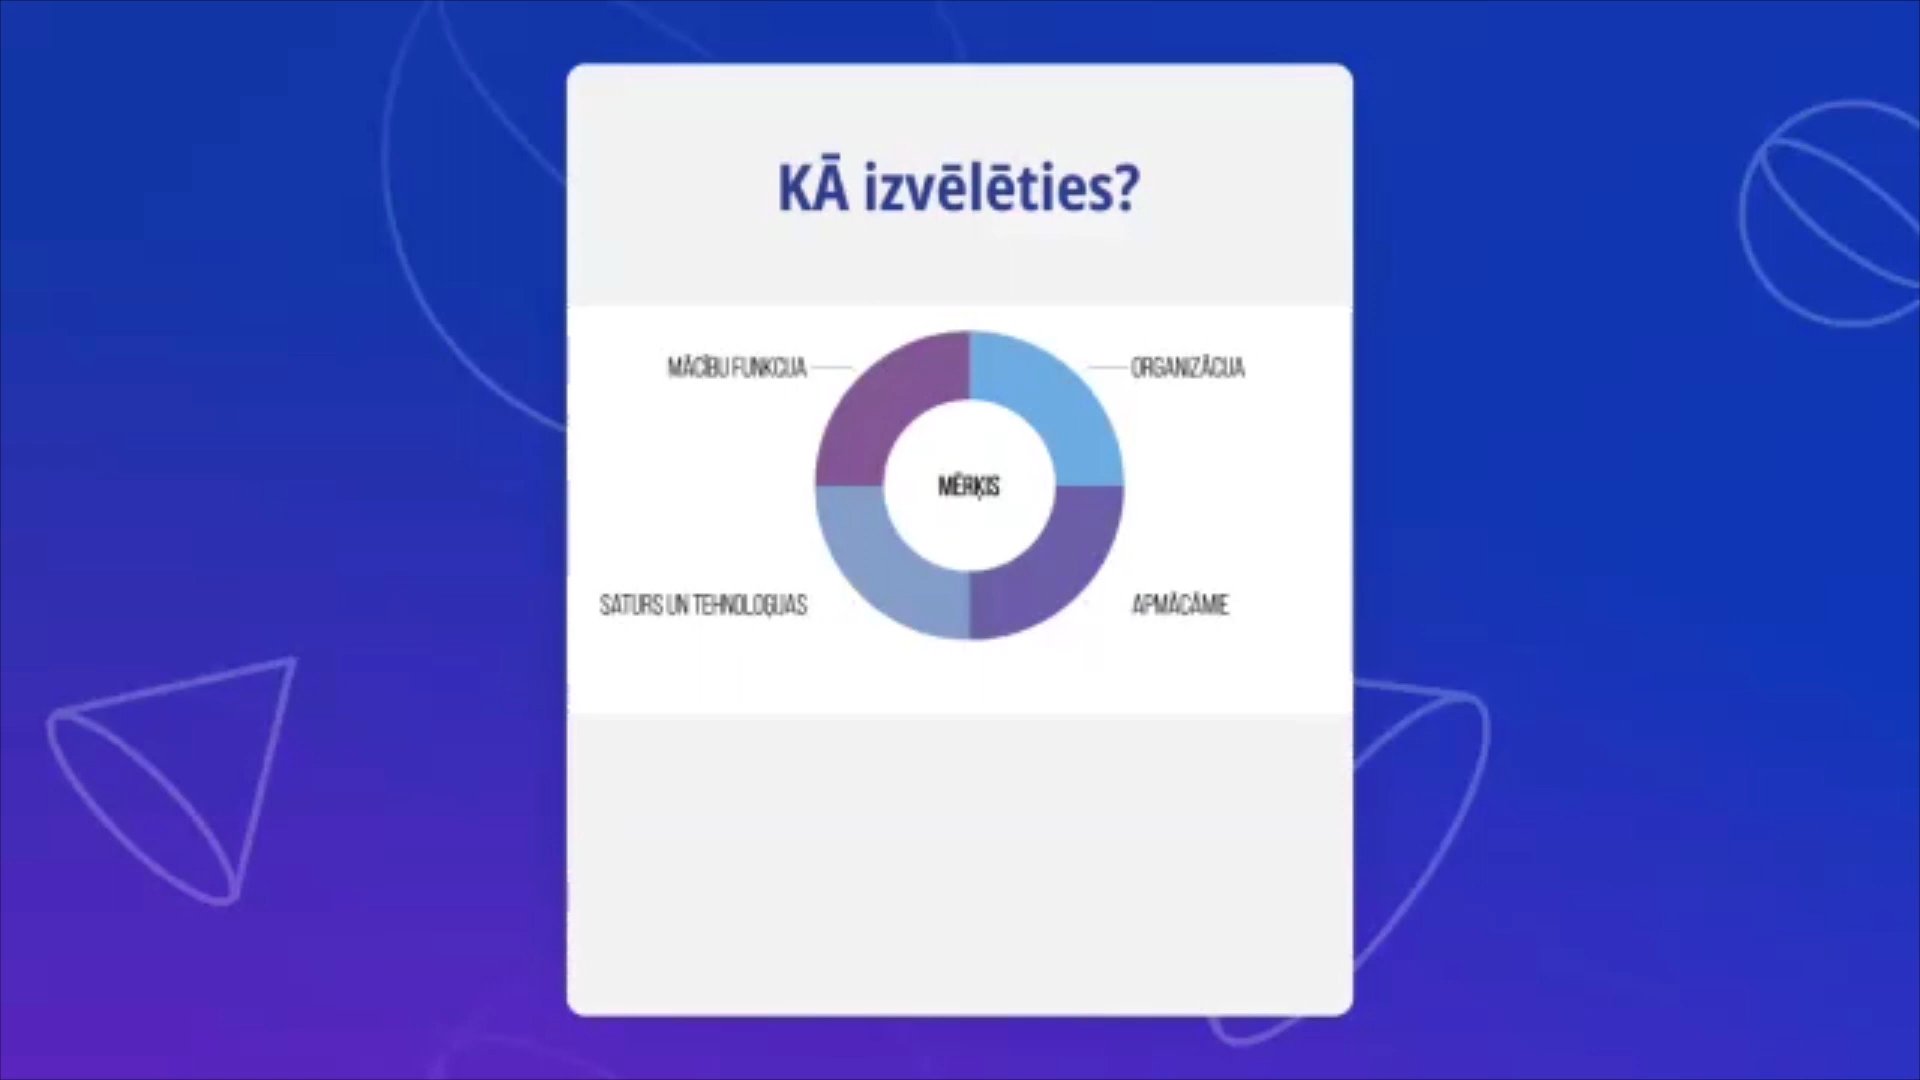 KĀ izvēlēties?
MĀCĪBU FUNKCIJA
ORGANIZĀCIJA
MĒRĶIS
SATURS UN TEHNOLOĢIJAS
APMĀCĀMIE